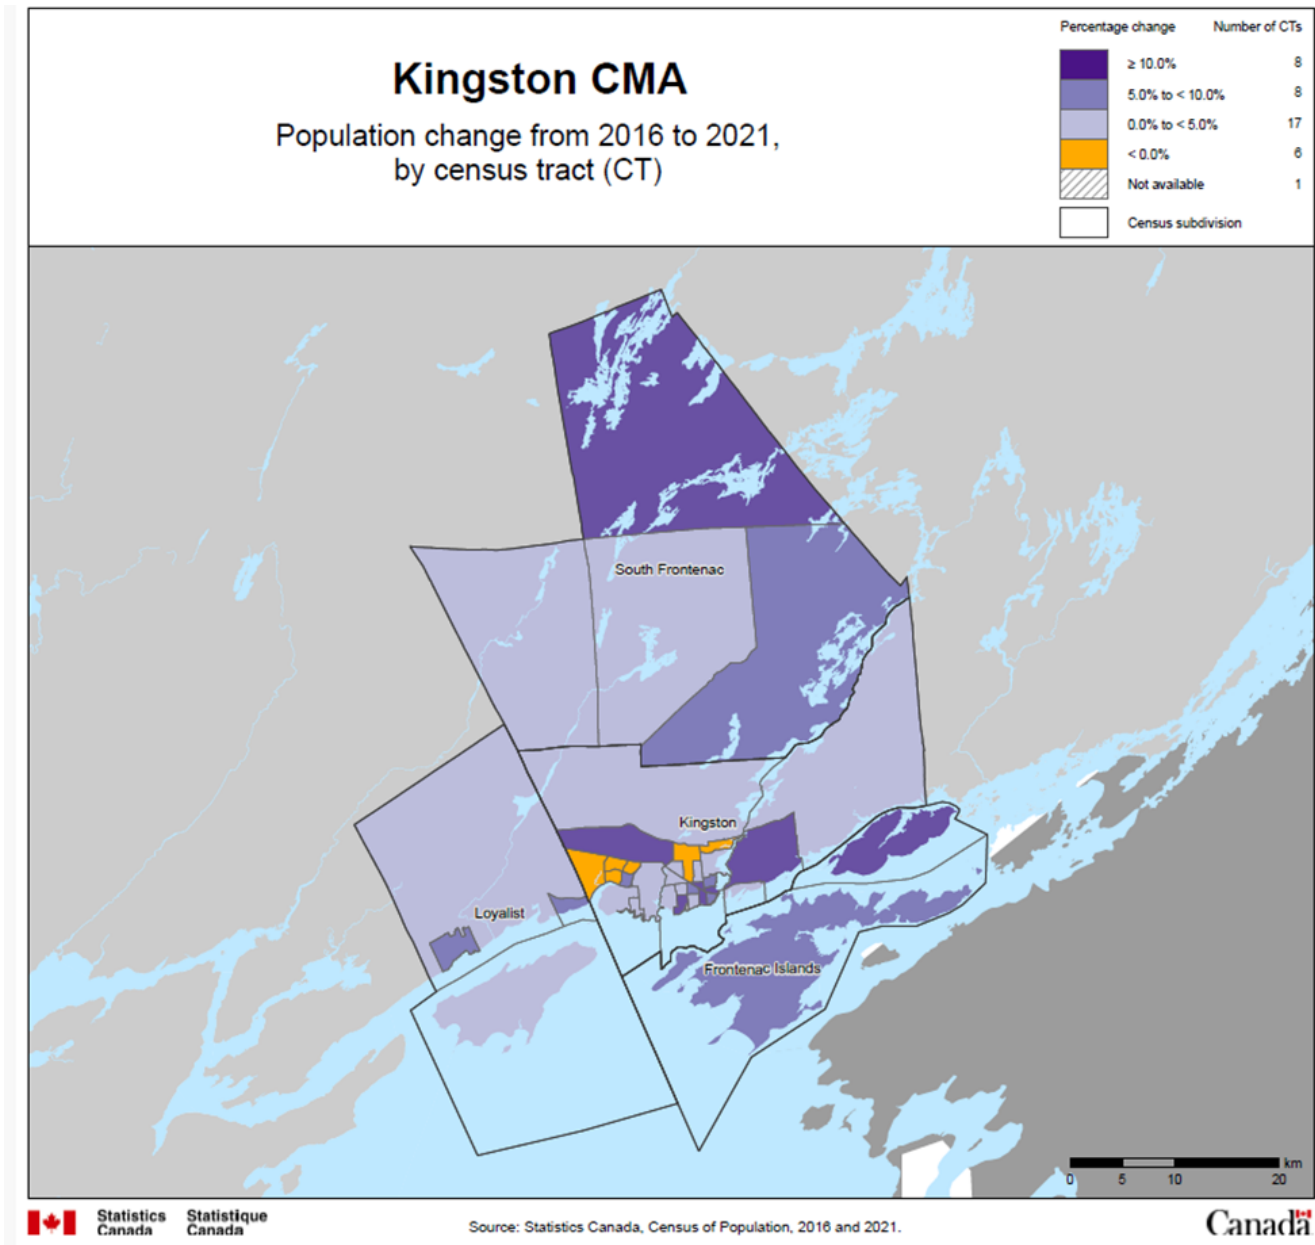 Kingston CMA
Population change from 2016 to 2021,
by census tract (CT)
Percentage change Number of CTs
≥ 10.0% 8
5.0% to < 10.0% 8
0.0% to < 5.0% 17
< 0.0% 6
Not available 1
Census subdivision
South Frontenac
Kingston
Loyalist
Frontenac Islands
km
0 5 10 20
Statistics Statistique
Canada Canada
Source: Statistics Canada, Census of Population, 2016 and 2021.
Canada